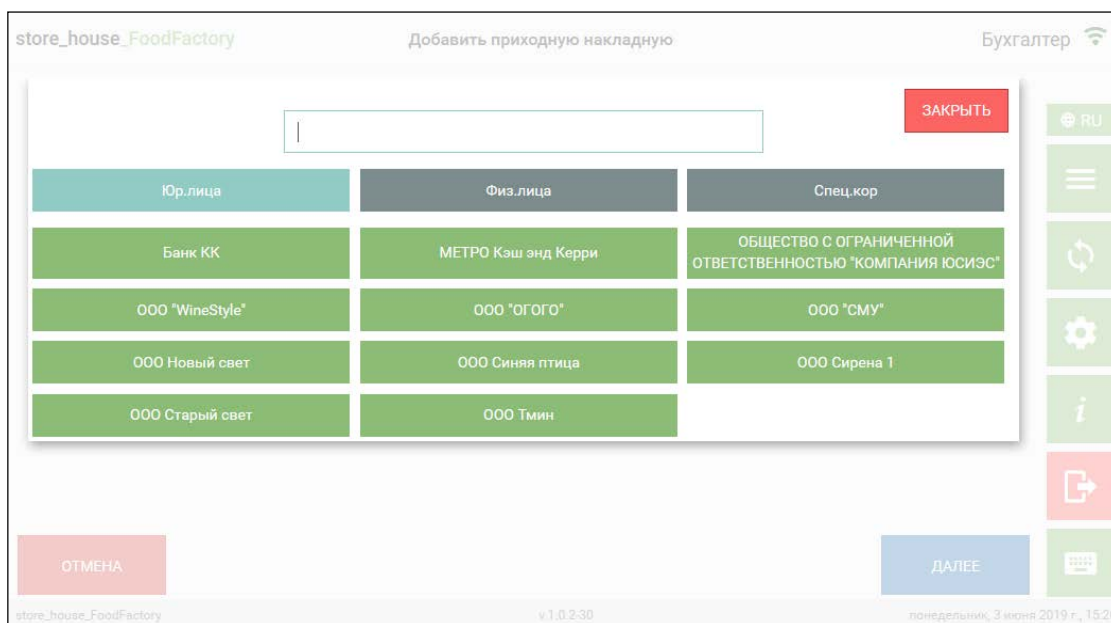 store_house_FoodFactory Добавить приходную накладную Бухгалтер
ЗАКРЫТЬ
RU
Юр.лица Физ.лица Спец.кор
Банк КК МЕТРО Кэш энд Керри ОБЩЕСТВО С ОГРАНИЧЕННОЙ
ОТВЕТСТВЕННОСТЬЮ "КОМПАНИЯ ЮСИЭС"
ООО "WineStyle" ООО "ОГОГО" ООО "СМУ"
ООО Новый свет ООО Синяя птица ООО Сирена 1
ООО Старый свет ООО Тмин
i
ОТМЕНА ДАЛЕЕ
store_house_FoodFactory v.1.0.2-30 понедельник, 3 июня 2019 г.,